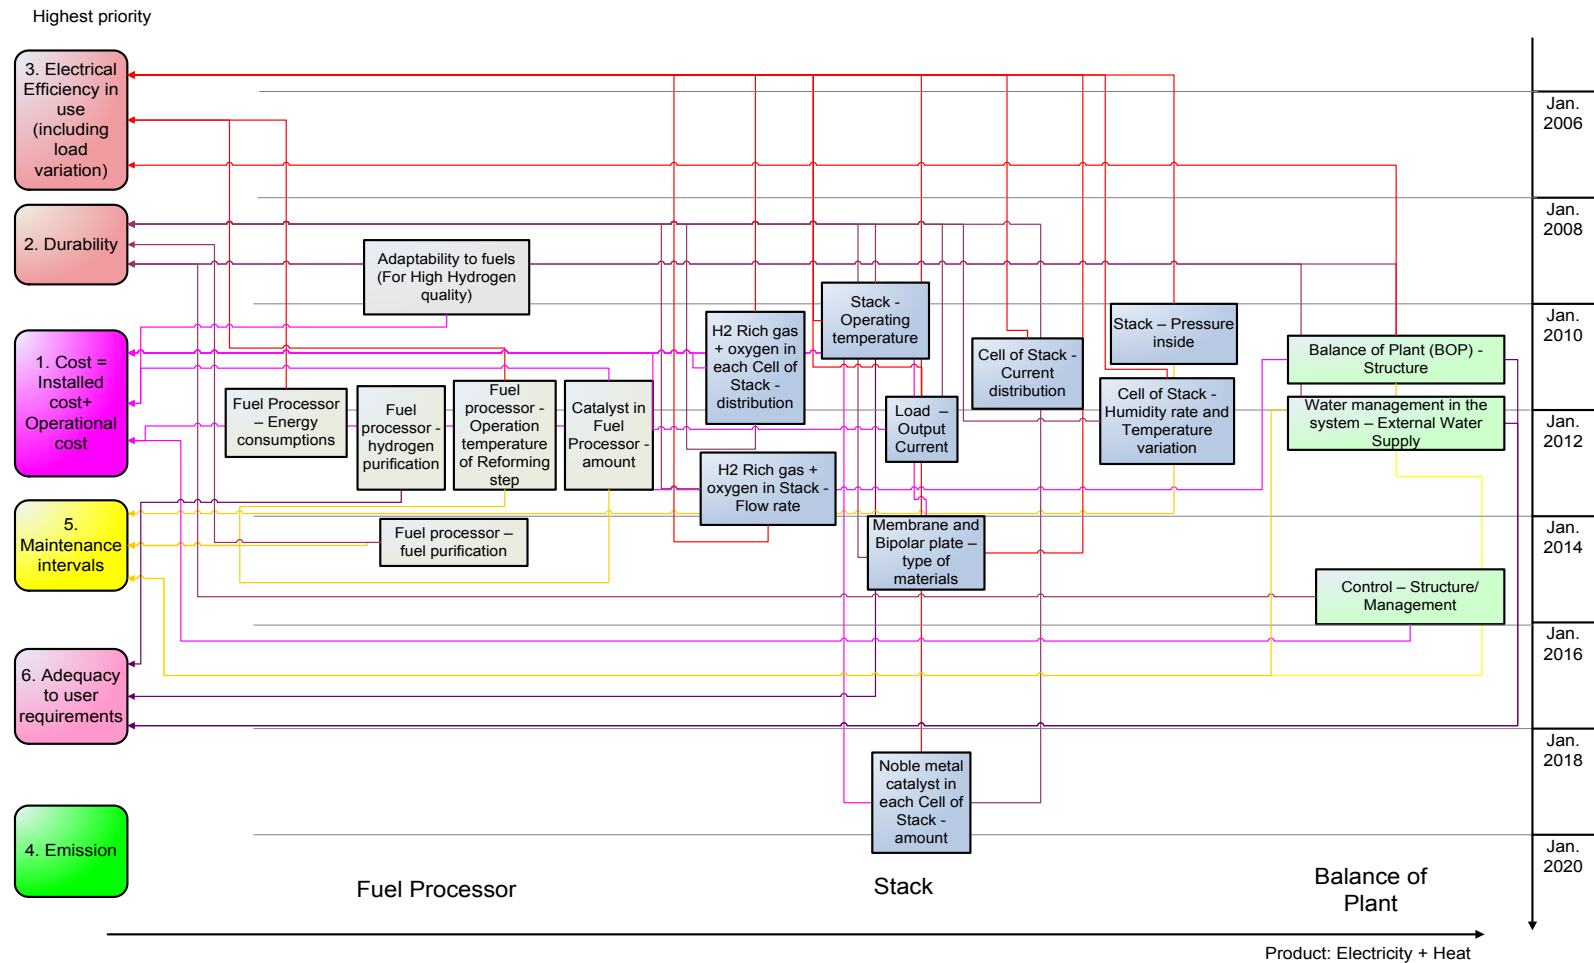 Highest priority
3. Electrical
Efficiency in
use
(including
load
variation)
2. Durability
1. Cost =
Installed
cost+
Operational
cost
5.
Maintenance
intervals
6. Adequacy
to user
requirements
4. Emission
Adaptability to fuels
(For High Hydrogen
quality)
Fuel Processor
– Energy
consumptions
Fuel
processor -
hydrogen
purification
Fuel
processor -
Operation
temperature
of Reforming
step
Catalyst in
Fuel
Processor -
amount
Fuel processor –
fuel purification
H2 Rich gas
+ oxygen in
each Cell of
Stack -
distribution
Stack -
Operating
temperature
Load –
Output
Current
H2 Rich gas +
oxygen in Stack -
Flow rate
Membrane and
Bipolar plate –
type of
materials
Noble metal
catalyst in
each Cell of
Stack -
amount
Cell of Stack -
Current
distribution
Stack – Pressure
inside
Cell of Stack -
Humidity rate and
Temperature
variation
Balance of Plant (BOP) -
Structure
Water management in the
system – External Water
Supply
Control – Structure/
Management
Jan.
2006
Jan.
2008
Jan.
2010
Jan.
2012
Jan.
2014
Jan.
2016
Jan.
2018
Jan.
2020
Fuel Processor
Stack
Balance of
Plant
Product: Electricity + Heat